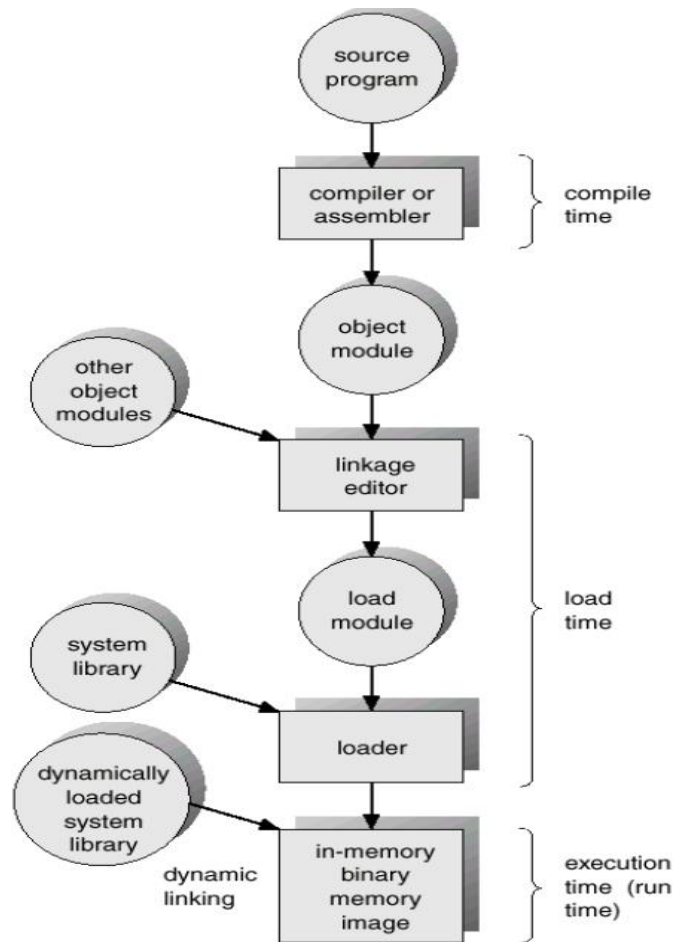 source
program
compiler or
assembler
compile
time
object
module
other
object
modules
linkage
editor
load
time
load
module
system
library
loader
dynamically
loaded
system
library
dynamic
linking
in-memory
binary
memory
image
execution
time (run
time)